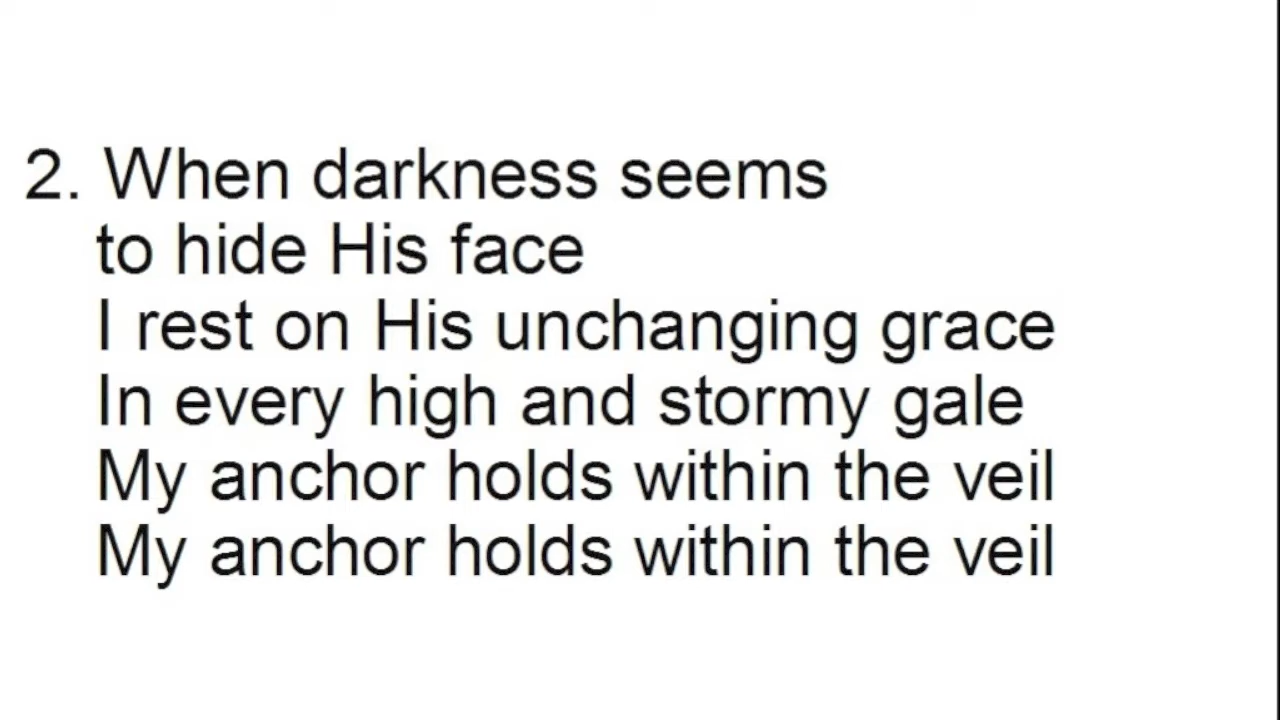 2. When darkness seems
to hide His face
I rest on His unchanging grace
In every high and stormy gale
My anchor holds within the veil
My anchor holds within the veil